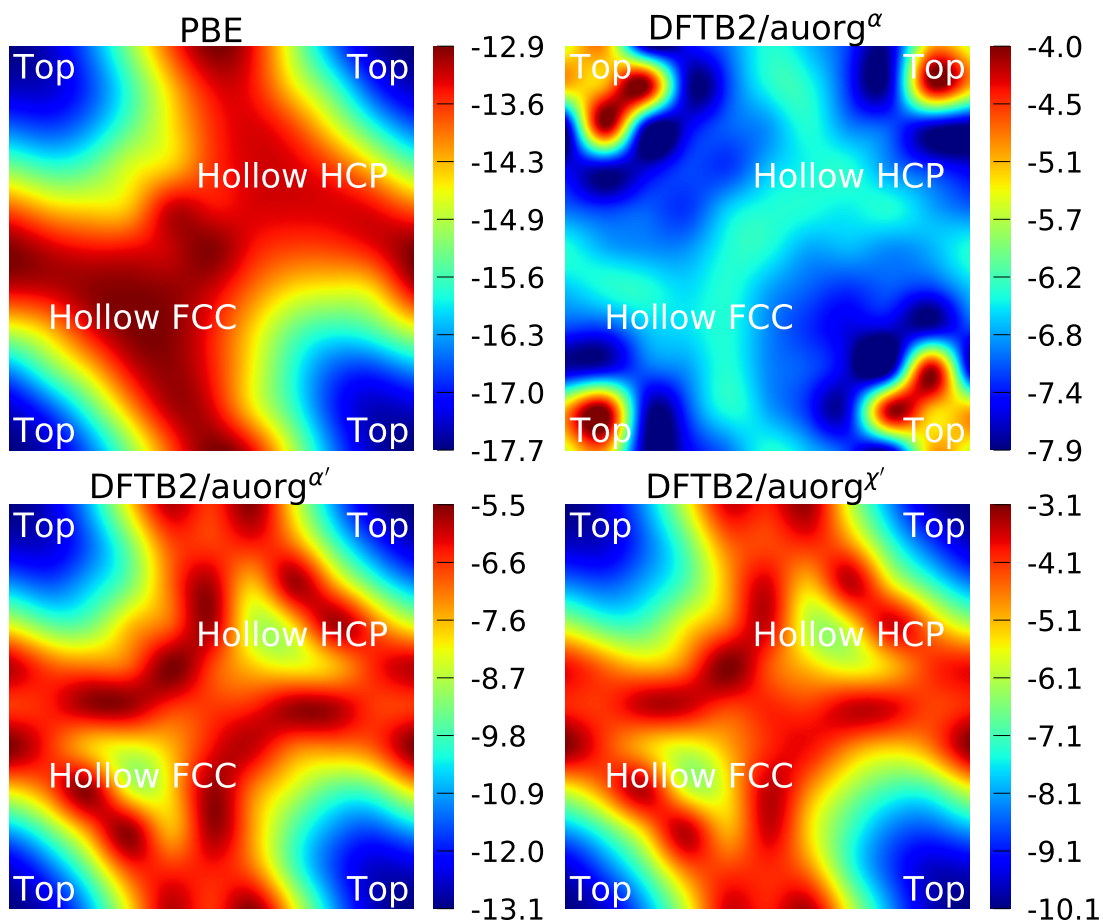 PBE
Top Top
Hollow HCP
Hollow FCC
Top Top
-12.9
-13.6
-14.3
-14.9
-15.6
-16.3
-17.0
-17.7
DFTB2/auorg^α
Top Top
Hollow HCP
Hollow FCC
Top Top
-4.0
-4.5
-5.1
-5.7
-6.2
-6.8
-7.4
-7.9
DFTB2/auorg^α′
Top Top
Hollow HCP
Hollow FCC
Top Top
-5.5
-6.6
-7.6
-8.7
-9.8
-10.9
-12.0
-13.1
DFTB2/auorg^χ′
Top Top
Hollow HCP
Hollow FCC
Top Top
-3.1
-4.1
-5.1
-6.1
-7.1
-8.1
-9.1
-10.1